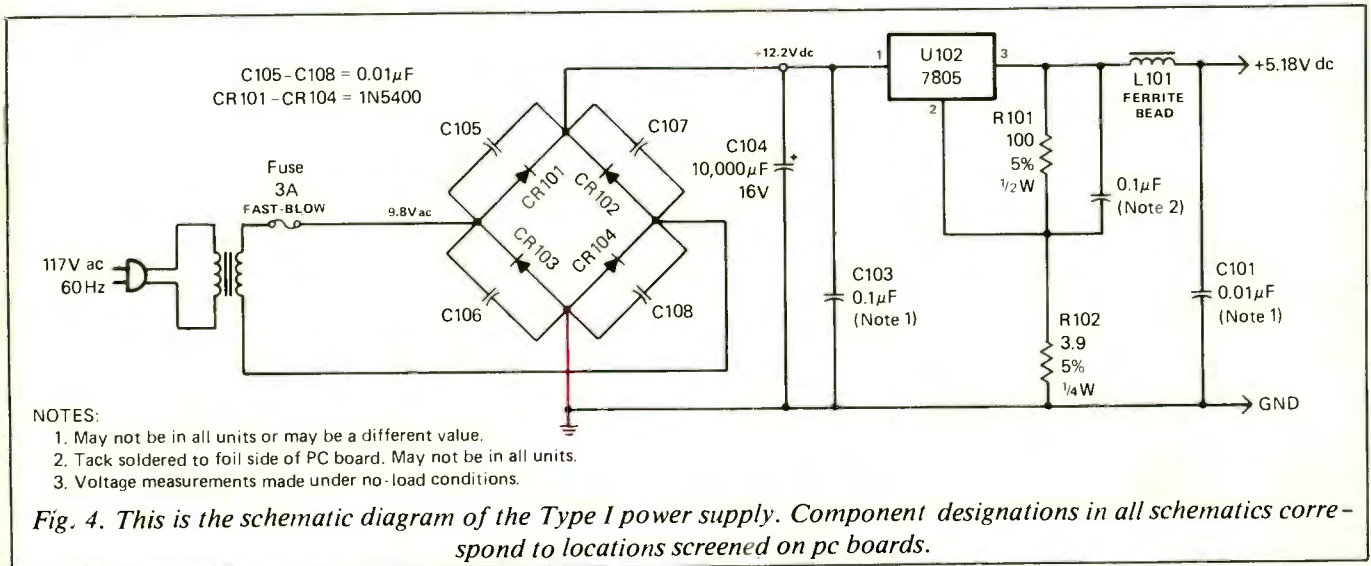 C105-C108 = 0.01µF
CR101-CR104 = 1N5400
Fuse
3A
FAST-BLOW
117V ac
60Hz
9.8Vac
C105
C107
CR101
CR102
CR103
CR104
C106
C108
+12.2Vdc
C104
10,000µF
16V
+
C103
0.1µF
(Note 1)
1
U102
7805
3
2
R101
100
5%
1/2W
0.1µF
(Note 2)
L101
FERRITE
BEAD
+5.18V dc
C101
0.01µF
(Note 1)
R102
3.9
5%
1/4W
GND
NOTES:
1. May not be in all units or may be a different value.
2. Tack soldered to foil side of PC board. May not be in all units.
3. Voltage measurements made under no-load conditions.
Fig. 4. This is the schematic diagram of the Type I power supply. Component designations in all schematics corre-
spond to locations screened on pc boards.